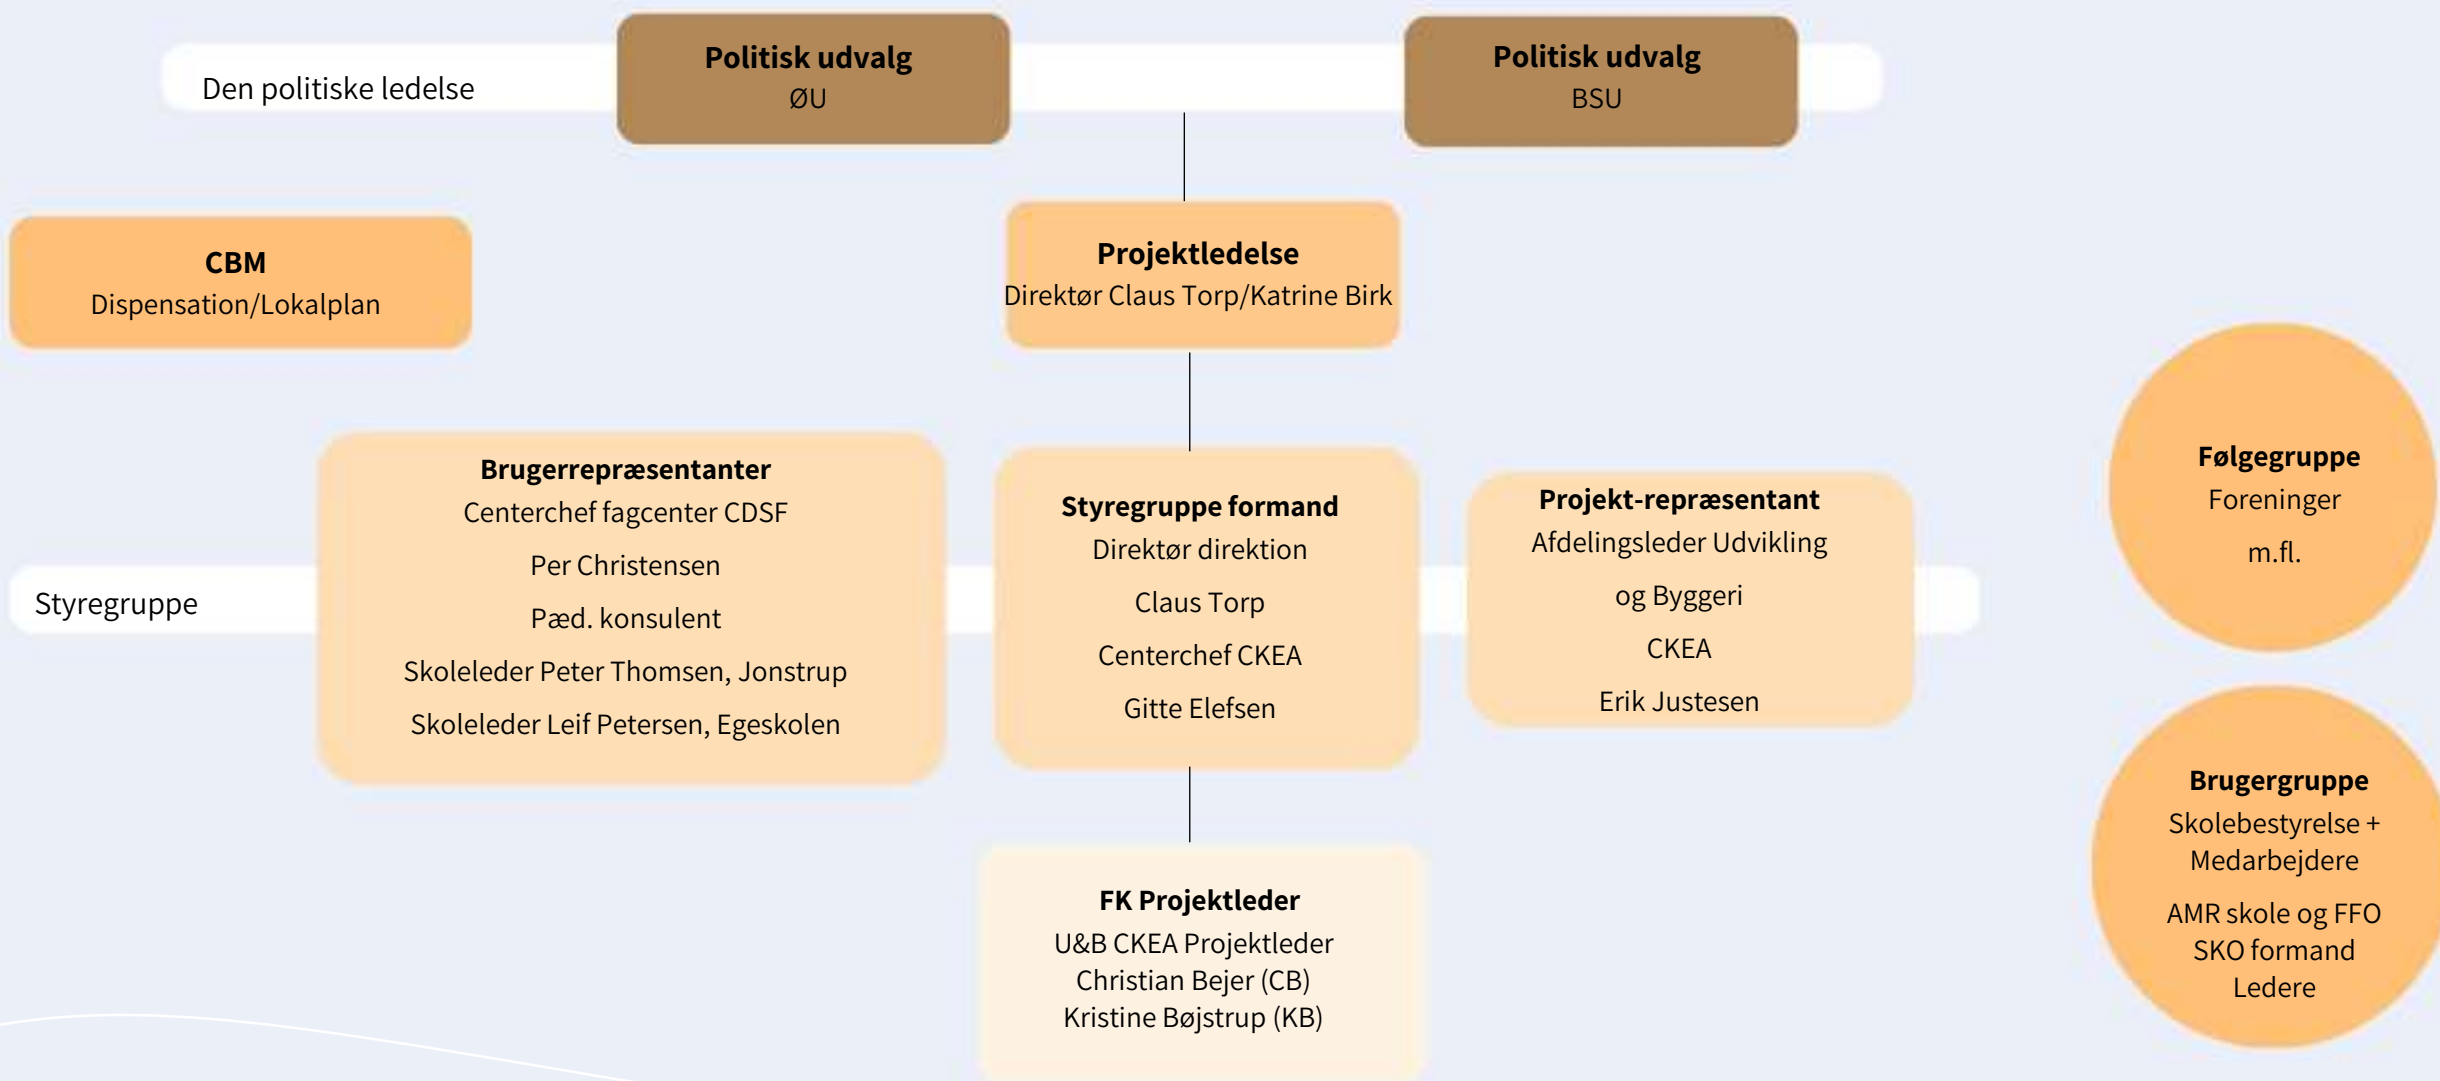 Den politiske ledelse
Politisk udvalg
ØU
Politisk udvalg
BSU
CBM
Dispensation/Lokalplan
Projektledelse
Direktør Claus Torp/Katrine Birk
Styregruppe
Brugerrepræsentanter
Centerchef fagcenter CDSF
Per Christensen
Pæd. konsulent
Skoleleder Peter Thomsen, Jonstrup
Skoleleder Leif Petersen, Egeskolen
Styregruppe formand
Direktør direktion
Claus Torp
Centerchef CKEA
Gitte Elefsen
Projekt-repræsentant
Afdelingsleder Udvikling
og Byggeri
CKEA
Erik Justesen
Følgegruppe
Foreninger
m.fl.
Brugergruppe
Skolebestyrelse +
Medarbejdere
AMR skole og FFO
SKO formand
Ledere
FK Projektleder
U&B CKEA Projektleder
Christian Bejer (CB)
Kristine Bøjstrup (KB)